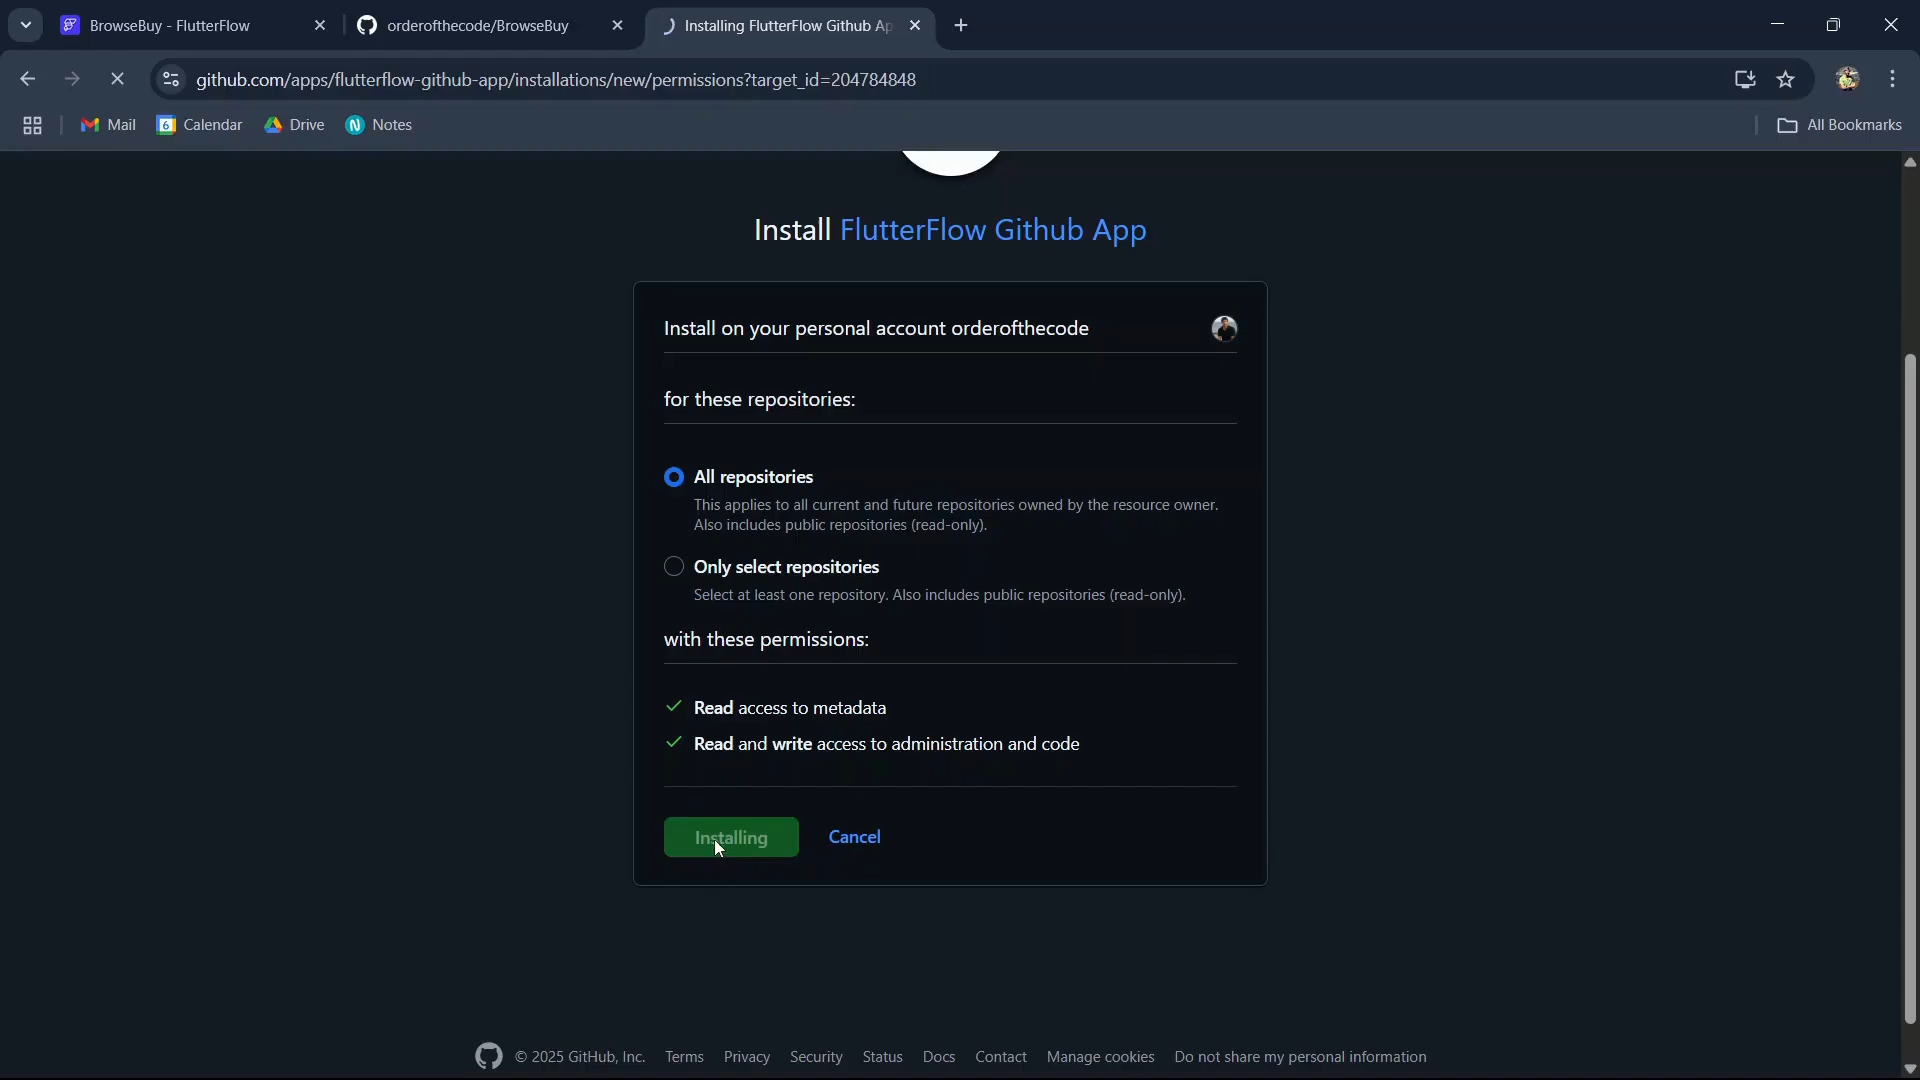 BrowseBuy - FlutterFlow
orderofthecode/BrowseBuy
Installing FlutterFlow Github Ap
github.com/apps/flutterflow-github-app/installations/new/permissions?target_id=204784848
Mail
6
Calendar
Drive
N
Notes
All Bookmarks
Install FlutterFlow Github App
Install on your personal account orderofthecode
for these repositories:
All repositories
This applies to all current and future repositories owned by the resource owner.
Also includes public repositories (read-only).
Only select repositories
Select at least one repository. Also includes public repositories (read-only).
with these permissions:
Read access to metadata
Read and write access to administration and code
Installing
Cancel
© 2025 GitHub, Inc.
Terms
Privacy
Security
Status
Docs
Contact
Manage cookies
Do not share my personal information